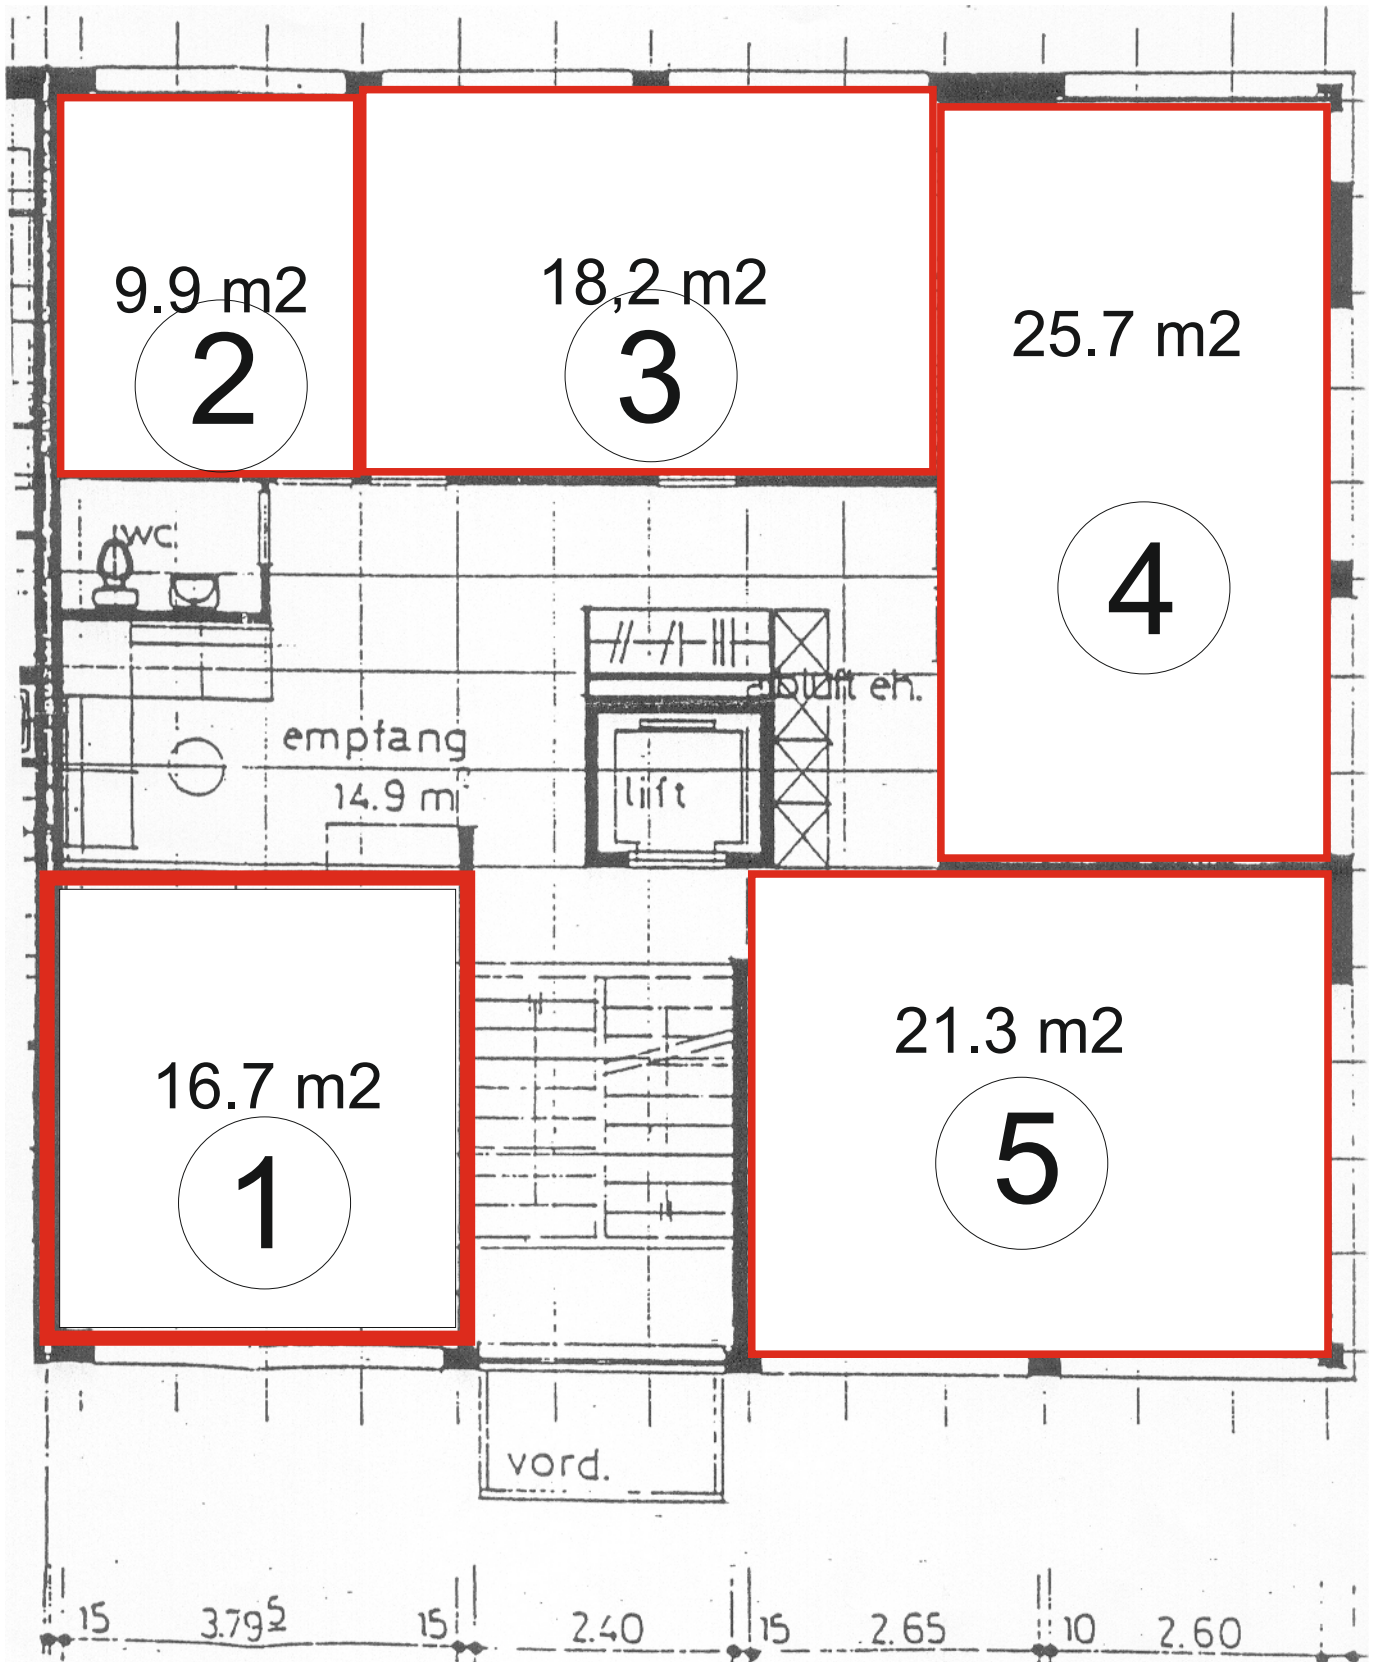 9.9 m2
2
18,2 m2
3
25.7 m2
4
wc
abluft eh.
empfang
14.9 m²
lift
16.7 m2
1
21.3 m2
5
vord.
15 3.79⁵ 15 2.40 15 2.65 10 2.60